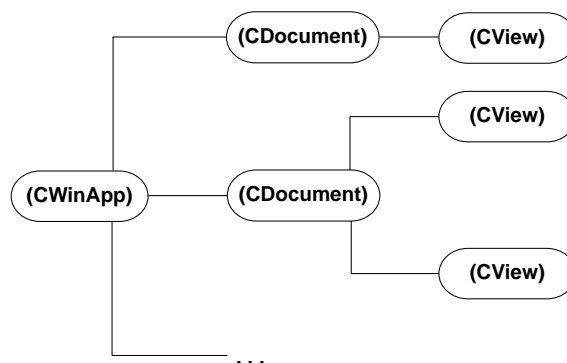 (CDocument) (CView)
(CView)
(CWinApp) (CDocument)
(CView)
...